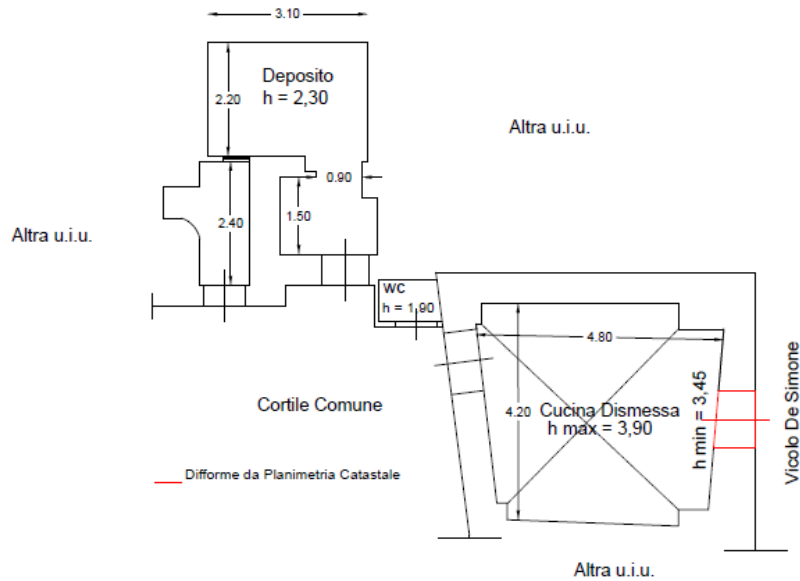 3.10
Deposito
h = 2,30
2.20
Altra u.i.u.
0.90
2.40
1.50
Altra u.i.u.
wc
h = 1,90
4.80
Cortile Comune
4.20
Cucina Dismessa
h max = 3,90
h min = 3,45
Vicolo De Simone
Difforme da Planimetria Catastale
Altra u.i.u.